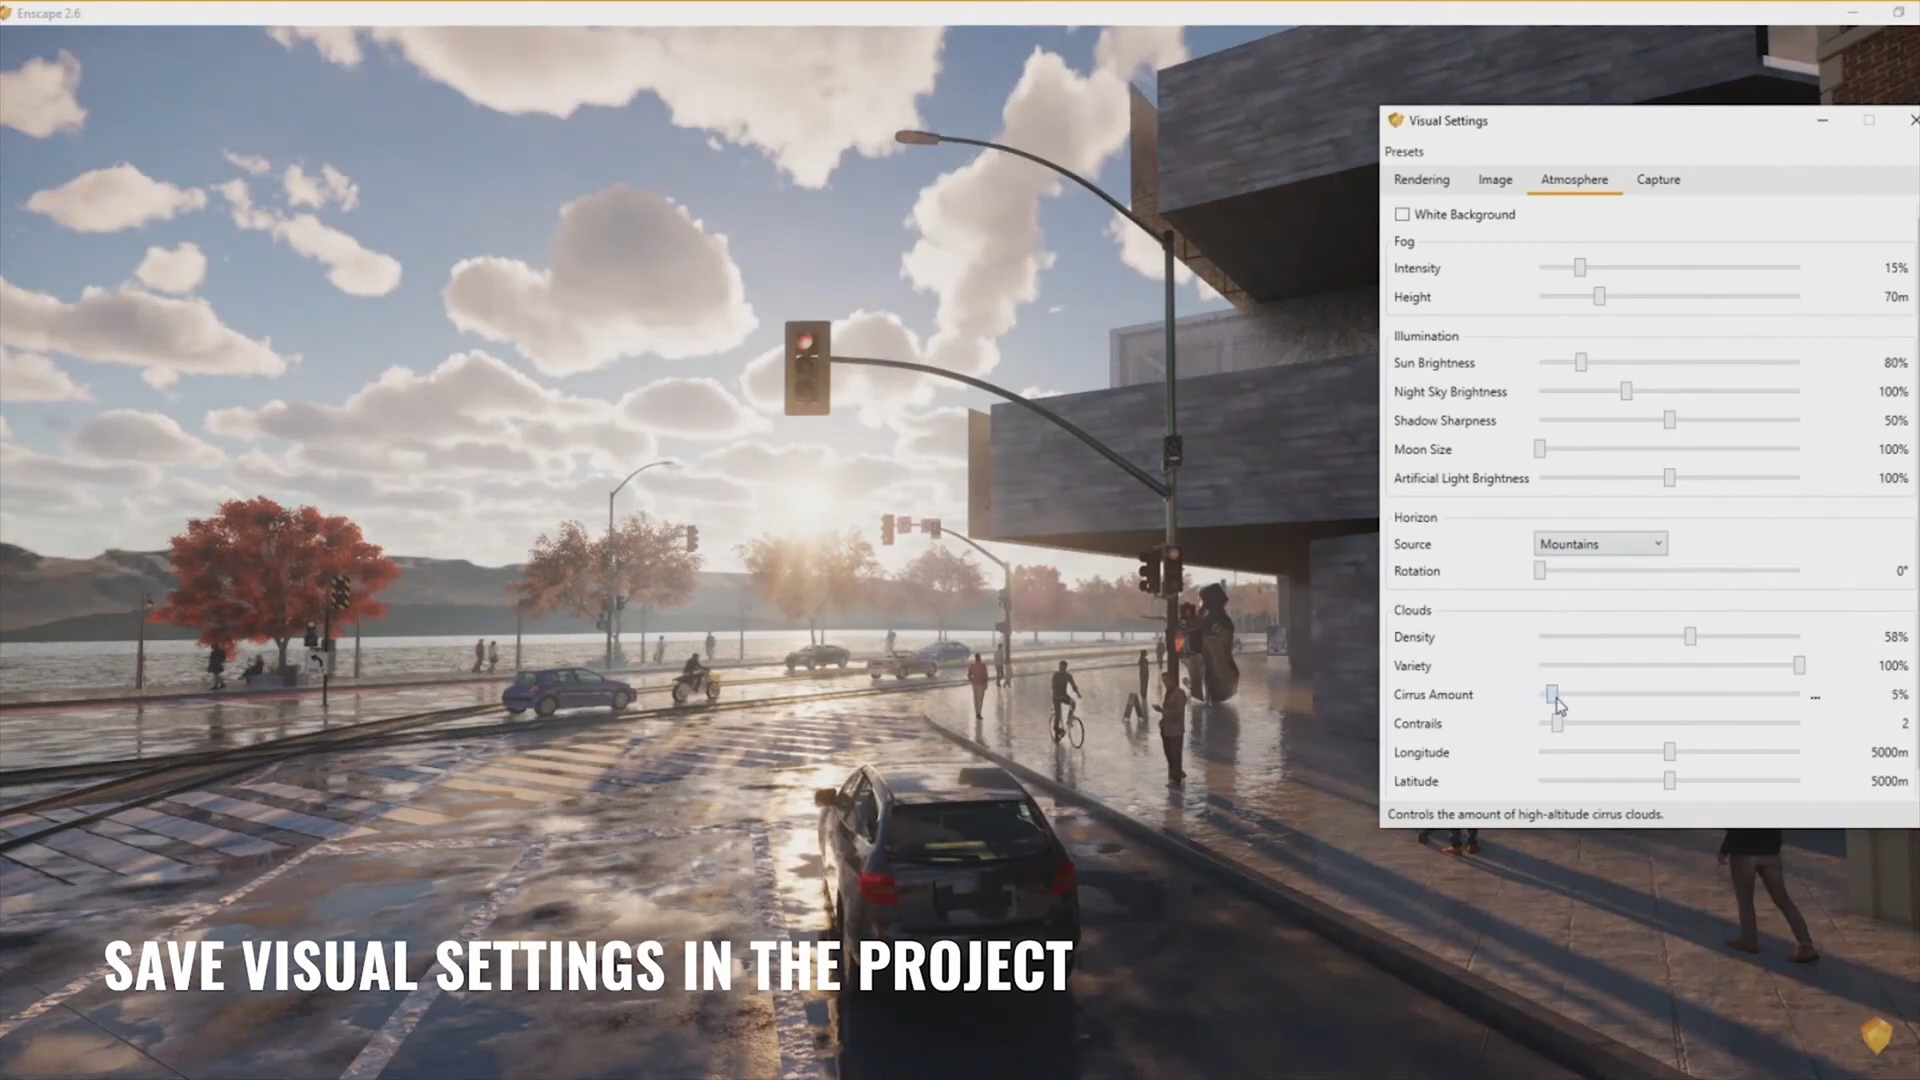 Enscape 2.6
Visual Settings
Presets
Rendering Image Atmosphere Capture
White Background
Fog
Intensity 15%
Height 70m
Illumination
Sun Brightness 80%
Night Sky Brightness 100%
Shadow Sharpness 50%
Moon Size 100%
Artificial Light Brightness 100%
Horizon
Source Mountains
Rotation 0°
Clouds
Density 58%
Variety 100%
Cirrus Amount ... 5%
Contrails 2
Longitude 5000m
Latitude 5000m
Controls the amount of high-altitude cirrus clouds.
SAVE VISUAL SETTINGS IN THE PROJECT